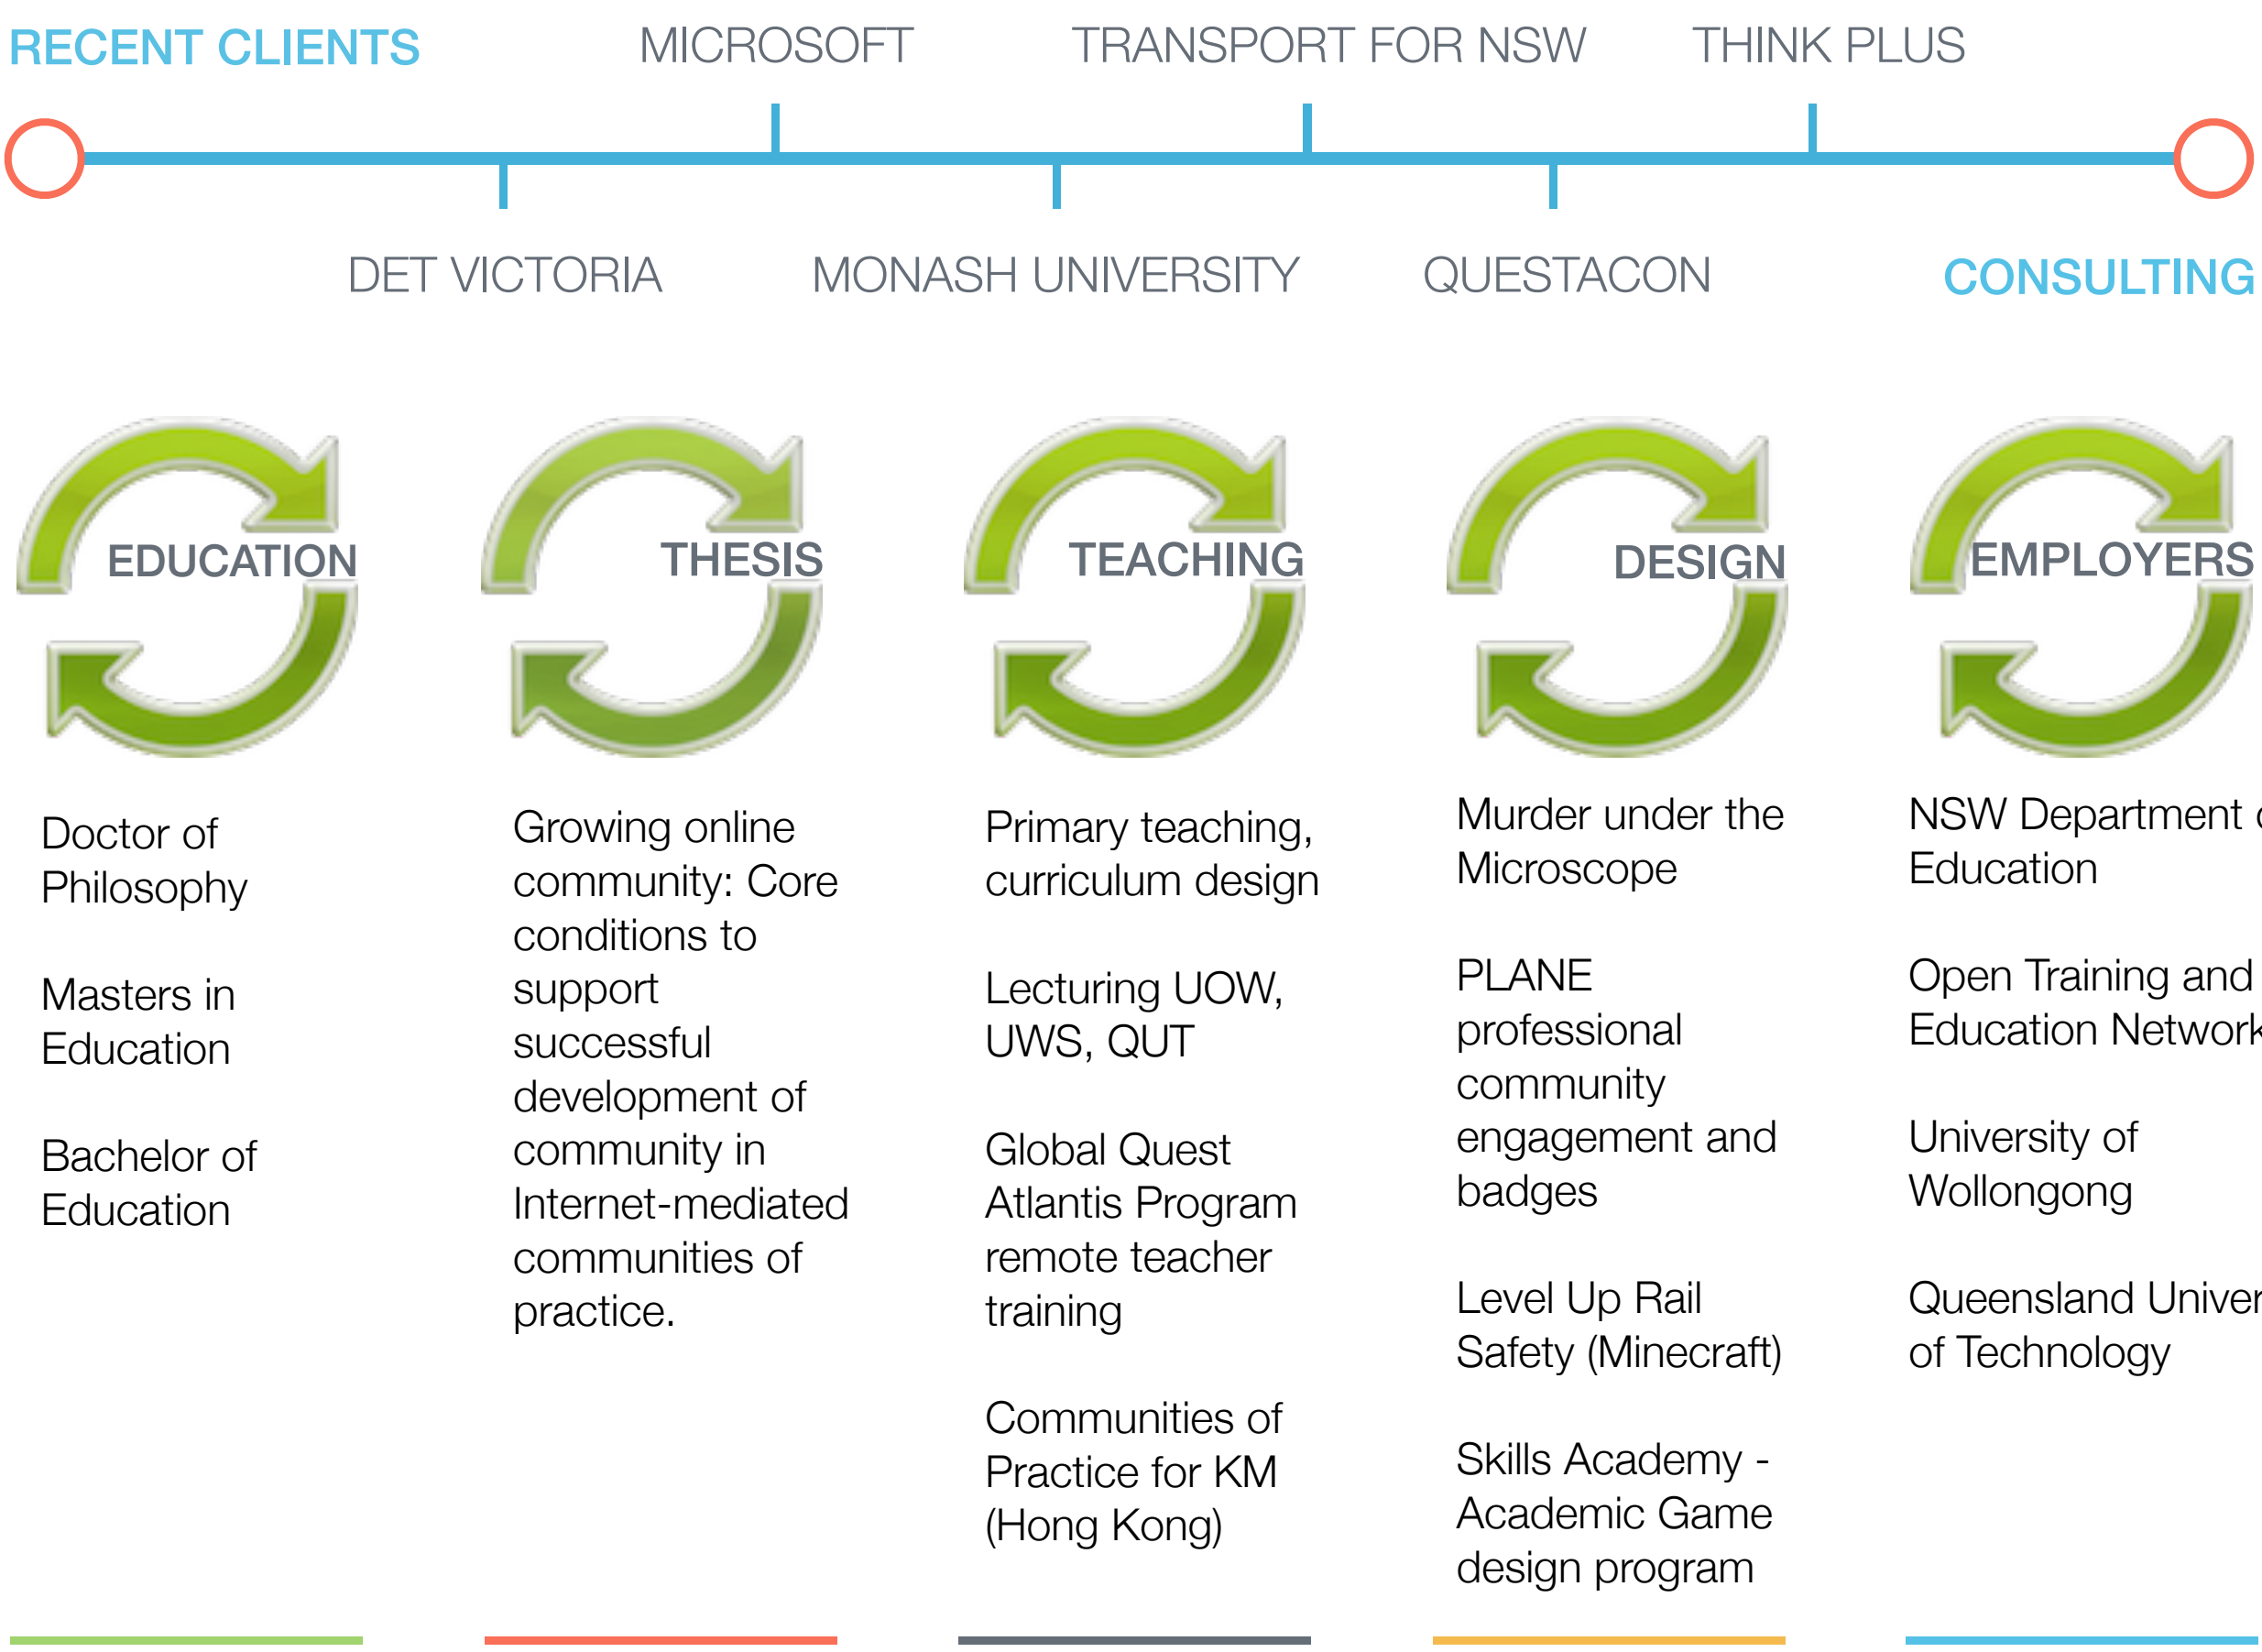 RECENT CLIENTS
MICROSOFT
TRANSPORT FOR NSW
THINK PLUS
DET VICTORIA
MONASH UNIVERSITY
QUESTACON
CONSULTING
EDUCATION
Doctor of
Philosophy
Masters in
Education
Bachelor of
Education
THESIS
Growing online
community: Core
conditions to
support
successful
development of
community in
Internet-mediated
communities of
practice.
TEACHING
Primary teaching,
curriculum design
Lecturing UOW,
UWS, QUT
Global Quest
Atlantis Program
remote teacher
training
Communities of
Practice for KM
(Hong Kong)
DESIGN
Murder under the
Microscope
PLANE
professional
community
engagement and
badges
Level Up Rail
Safety (Minecraft)
Skills Academy -
Academic Game
design program
EMPLOYERS
NSW Department
Education
Open Training and
Education Network
University of
Wollongong
Queensland
of Technology